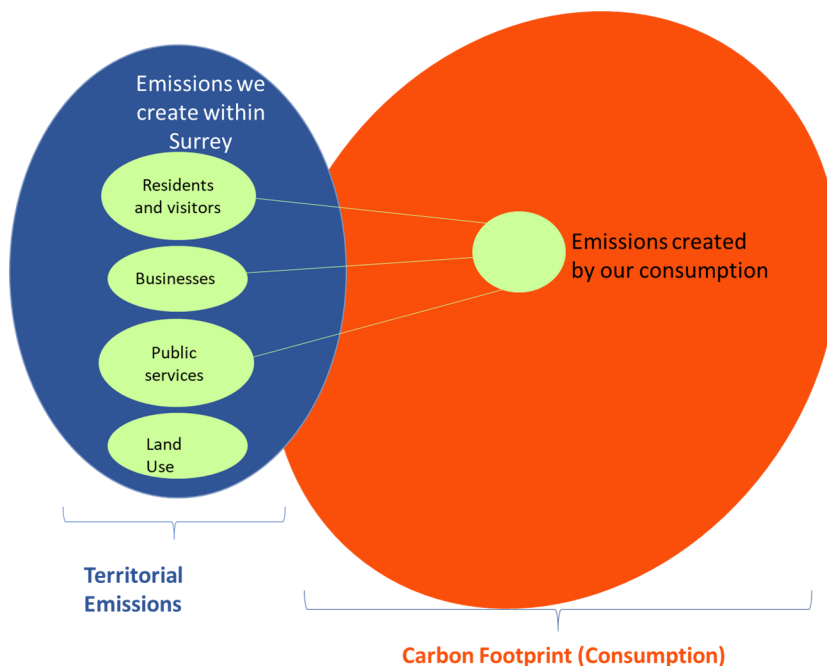 Emissions we
create within
Surrey
Residents
and visitors
Businesses
Public
services
Land
Use
Emissions created
by our consumption
Territorial
Emissions
Carbon Footprint (Consumption)